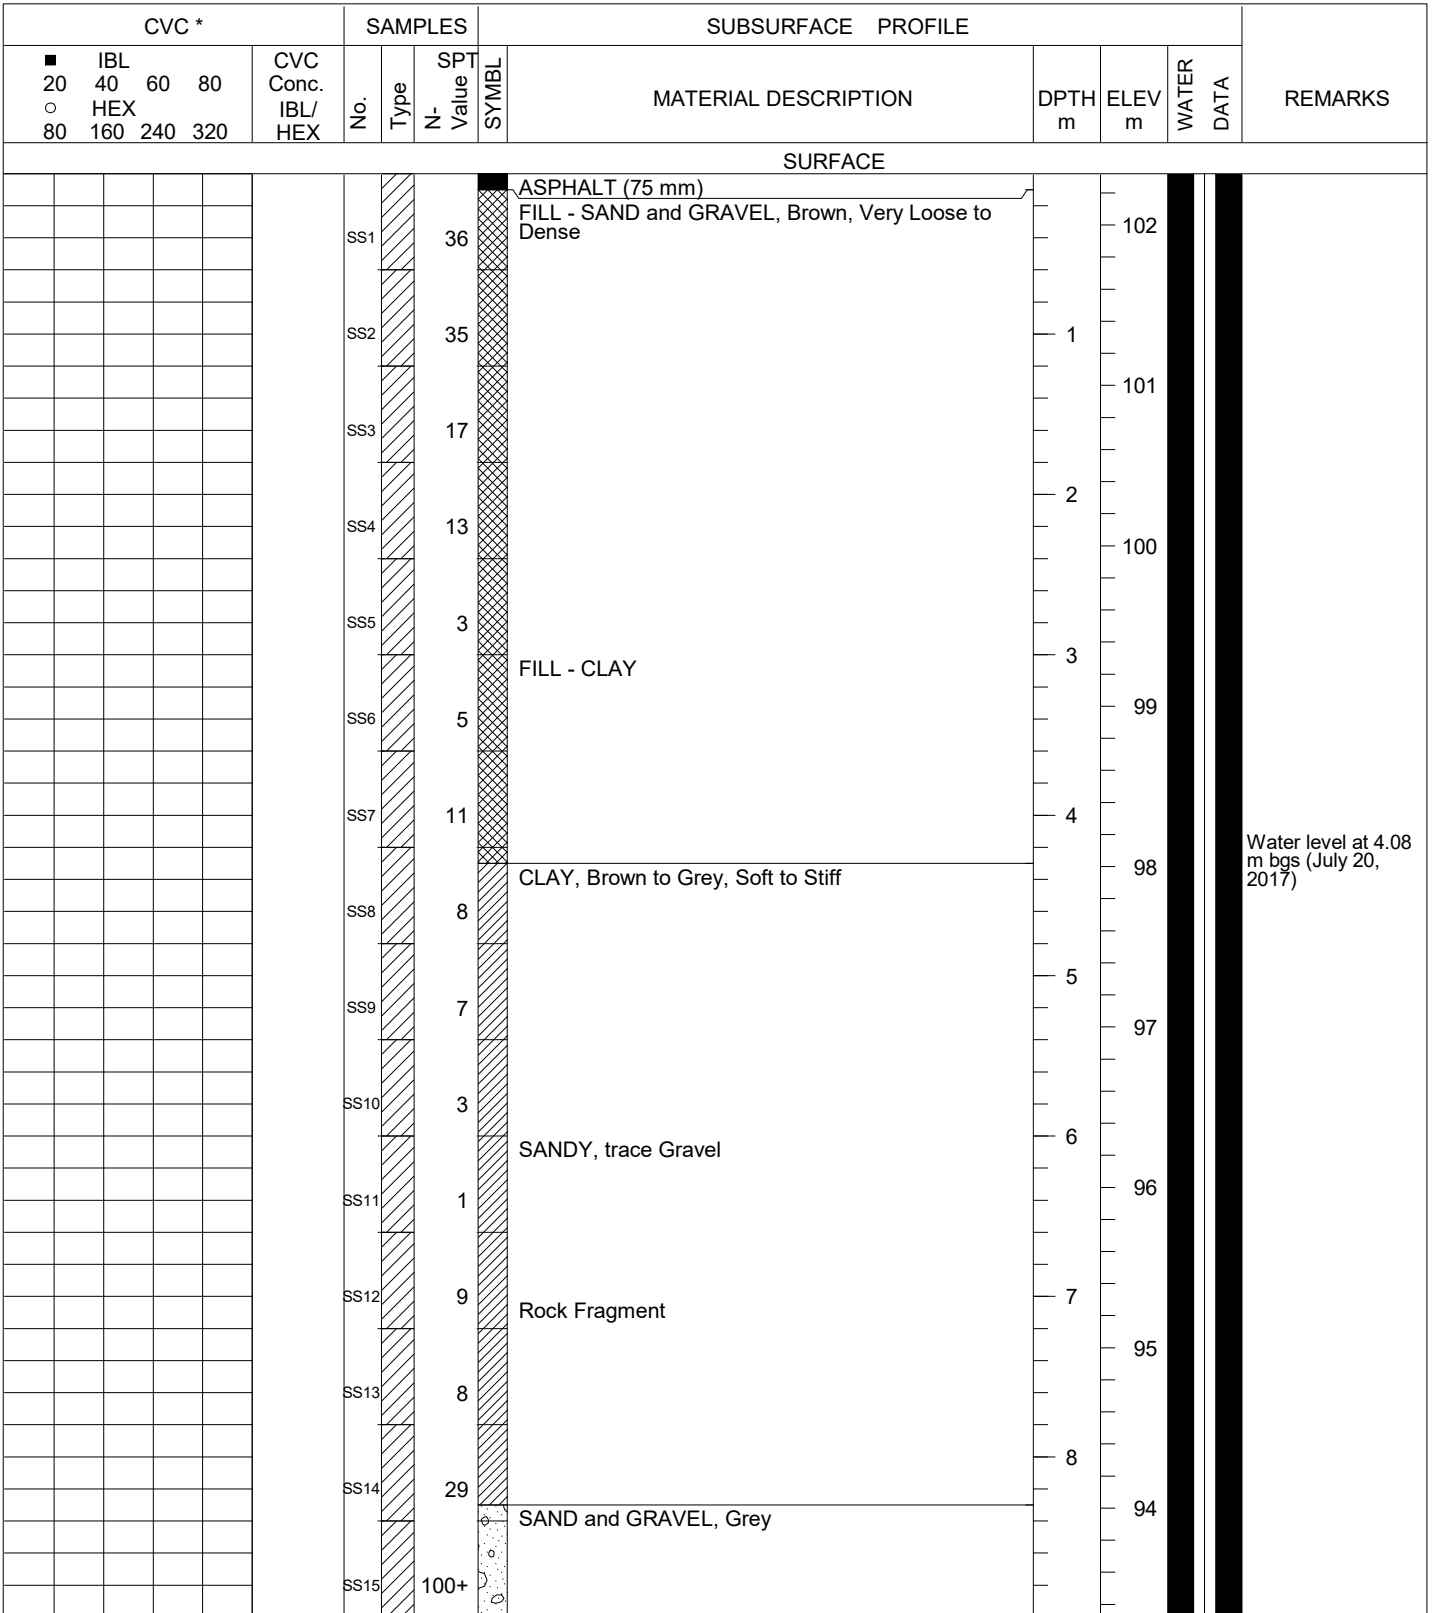 CVC *
SAMPLES
SUBSURFACE PROFILE
■ IBL
20 40 60 80
○ HEX
80 160 240 320
CVC
Conc.
IBL/
HEX
No.
Type
SPT
N-
Value
SYMBL
MATERIAL DESCRIPTION
DPTH
m
ELEV
m
WATER
DATA
REMARKS
SURFACE
ASPHALT (75 mm)
FILL - SAND and GRAVEL, Brown, Very Loose to
Dense
102
SS1 36
SS2 35 1
101
SS3 17
2
SS4 13
100
SS5 3
3
FILL - CLAY
99
SS6 5
SS7 11 4
Water level at 4.08
m bgs (July 20,
2017)
98
CLAY, Brown to Grey, Soft to Stiff
SS8 8
5
SS9 7
97
SS10 3
6
SANDY, trace Gravel
96
SS11 1
SS12 9 7
Rock Fragment
95
SS13 8
8
SS14 29
94
SAND and GRAVEL, Grey
SS15 100+